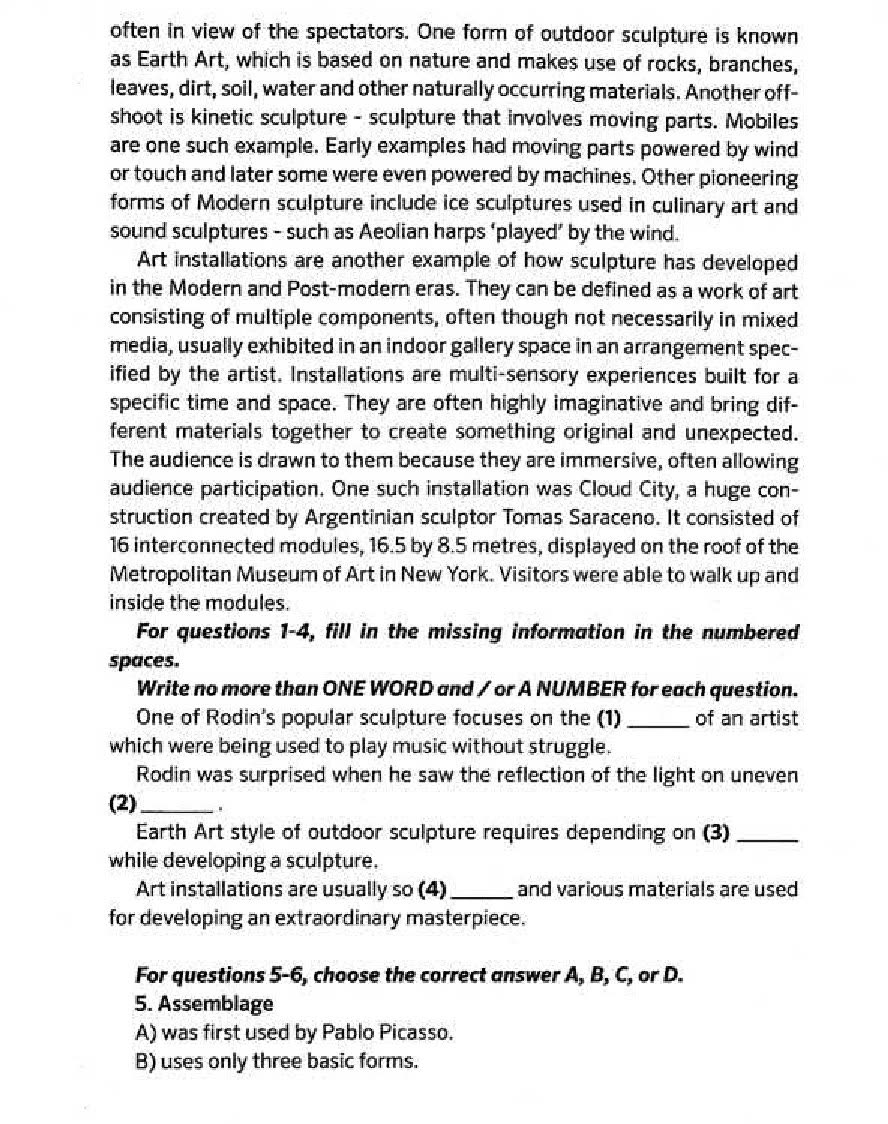 often in view of the spectators. One form of outdoor sculpture is known
as Earth Art, which is based on nature and makes use of rocks, branches,
leaves, dirt, soil, water and other naturally occurring materials. Another off-
shoot is kinetic sculpture - sculpture that involves moving parts. Mobiles
are one such example. Early examples had moving parts powered by wind
or touch and later some were even powered by machines. Other pioneering
forms of Modern sculpture include ice sculptures used in culinary art and
sound sculptures - such as Aeolian harps 'played' by the wind.
Art installations are another example of how sculpture has developed
in the Modern and Post-modern eras. They can be defined as a work of art
consisting of multiple components, often though not necessarily in mixed
media, usually exhibited in an indoor gallery space in an arrangement spec-
ified by the artist. Installations are multi-sensory experiences built for a
specific time and space. They are often highly imaginative and bring dif-
ferent materials together to create something original and unexpected.
The audience is drawn to them because they are immersive, often allowing
audience participation. One such installation was Cloud City, a huge con-
struction created by Argentinian sculptor Tomas Saraceno. It consisted of
16 interconnected modules, 16.5 by 8.5 metres, displayed on the roof of the
Metropolitan Museum of Art in New York. Visitors were able to walk up and
inside the modules.
For questions 1-4, fill in the missing information in the numbered
spaces.
Write no more than ONE WORD and / or A NUMBER for each question.
One of Rodin's popular sculpture focuses on the (1) ______ of an artist
which were being used to play music without struggle.
Rodin was surprised when he saw the reflection of the light on uneven
(2) _______ .
Earth Art style of outdoor sculpture requires depending on (3) ______
while developing a sculpture.
Art installations are usually so (4) ______ and various materials are used
for developing an extraordinary masterpiece.
For questions 5-6, choose the correct answer A, B, C, or D.
5. Assemblage
A) was first used by Pablo Picasso.
B) uses only three basic forms.